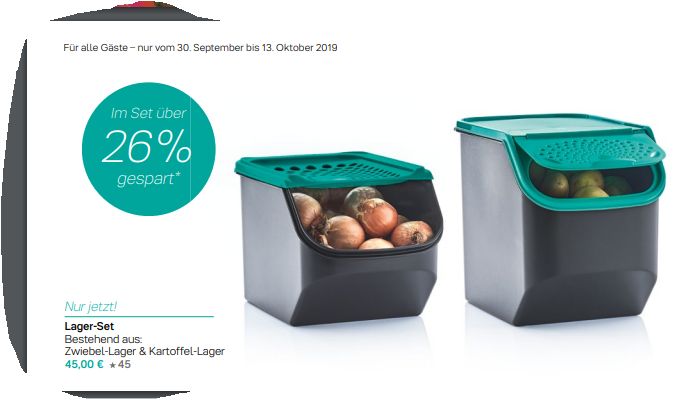 Für alle Gäste – nur vom 30. September bis 13. Oktober 2019
Im Set über
26%
gespart*
Nur jetzt!
Lager-Set
Bestehend aus:
Zwiebel-Lager & Kartoffel-Lager
45,00 € ★45